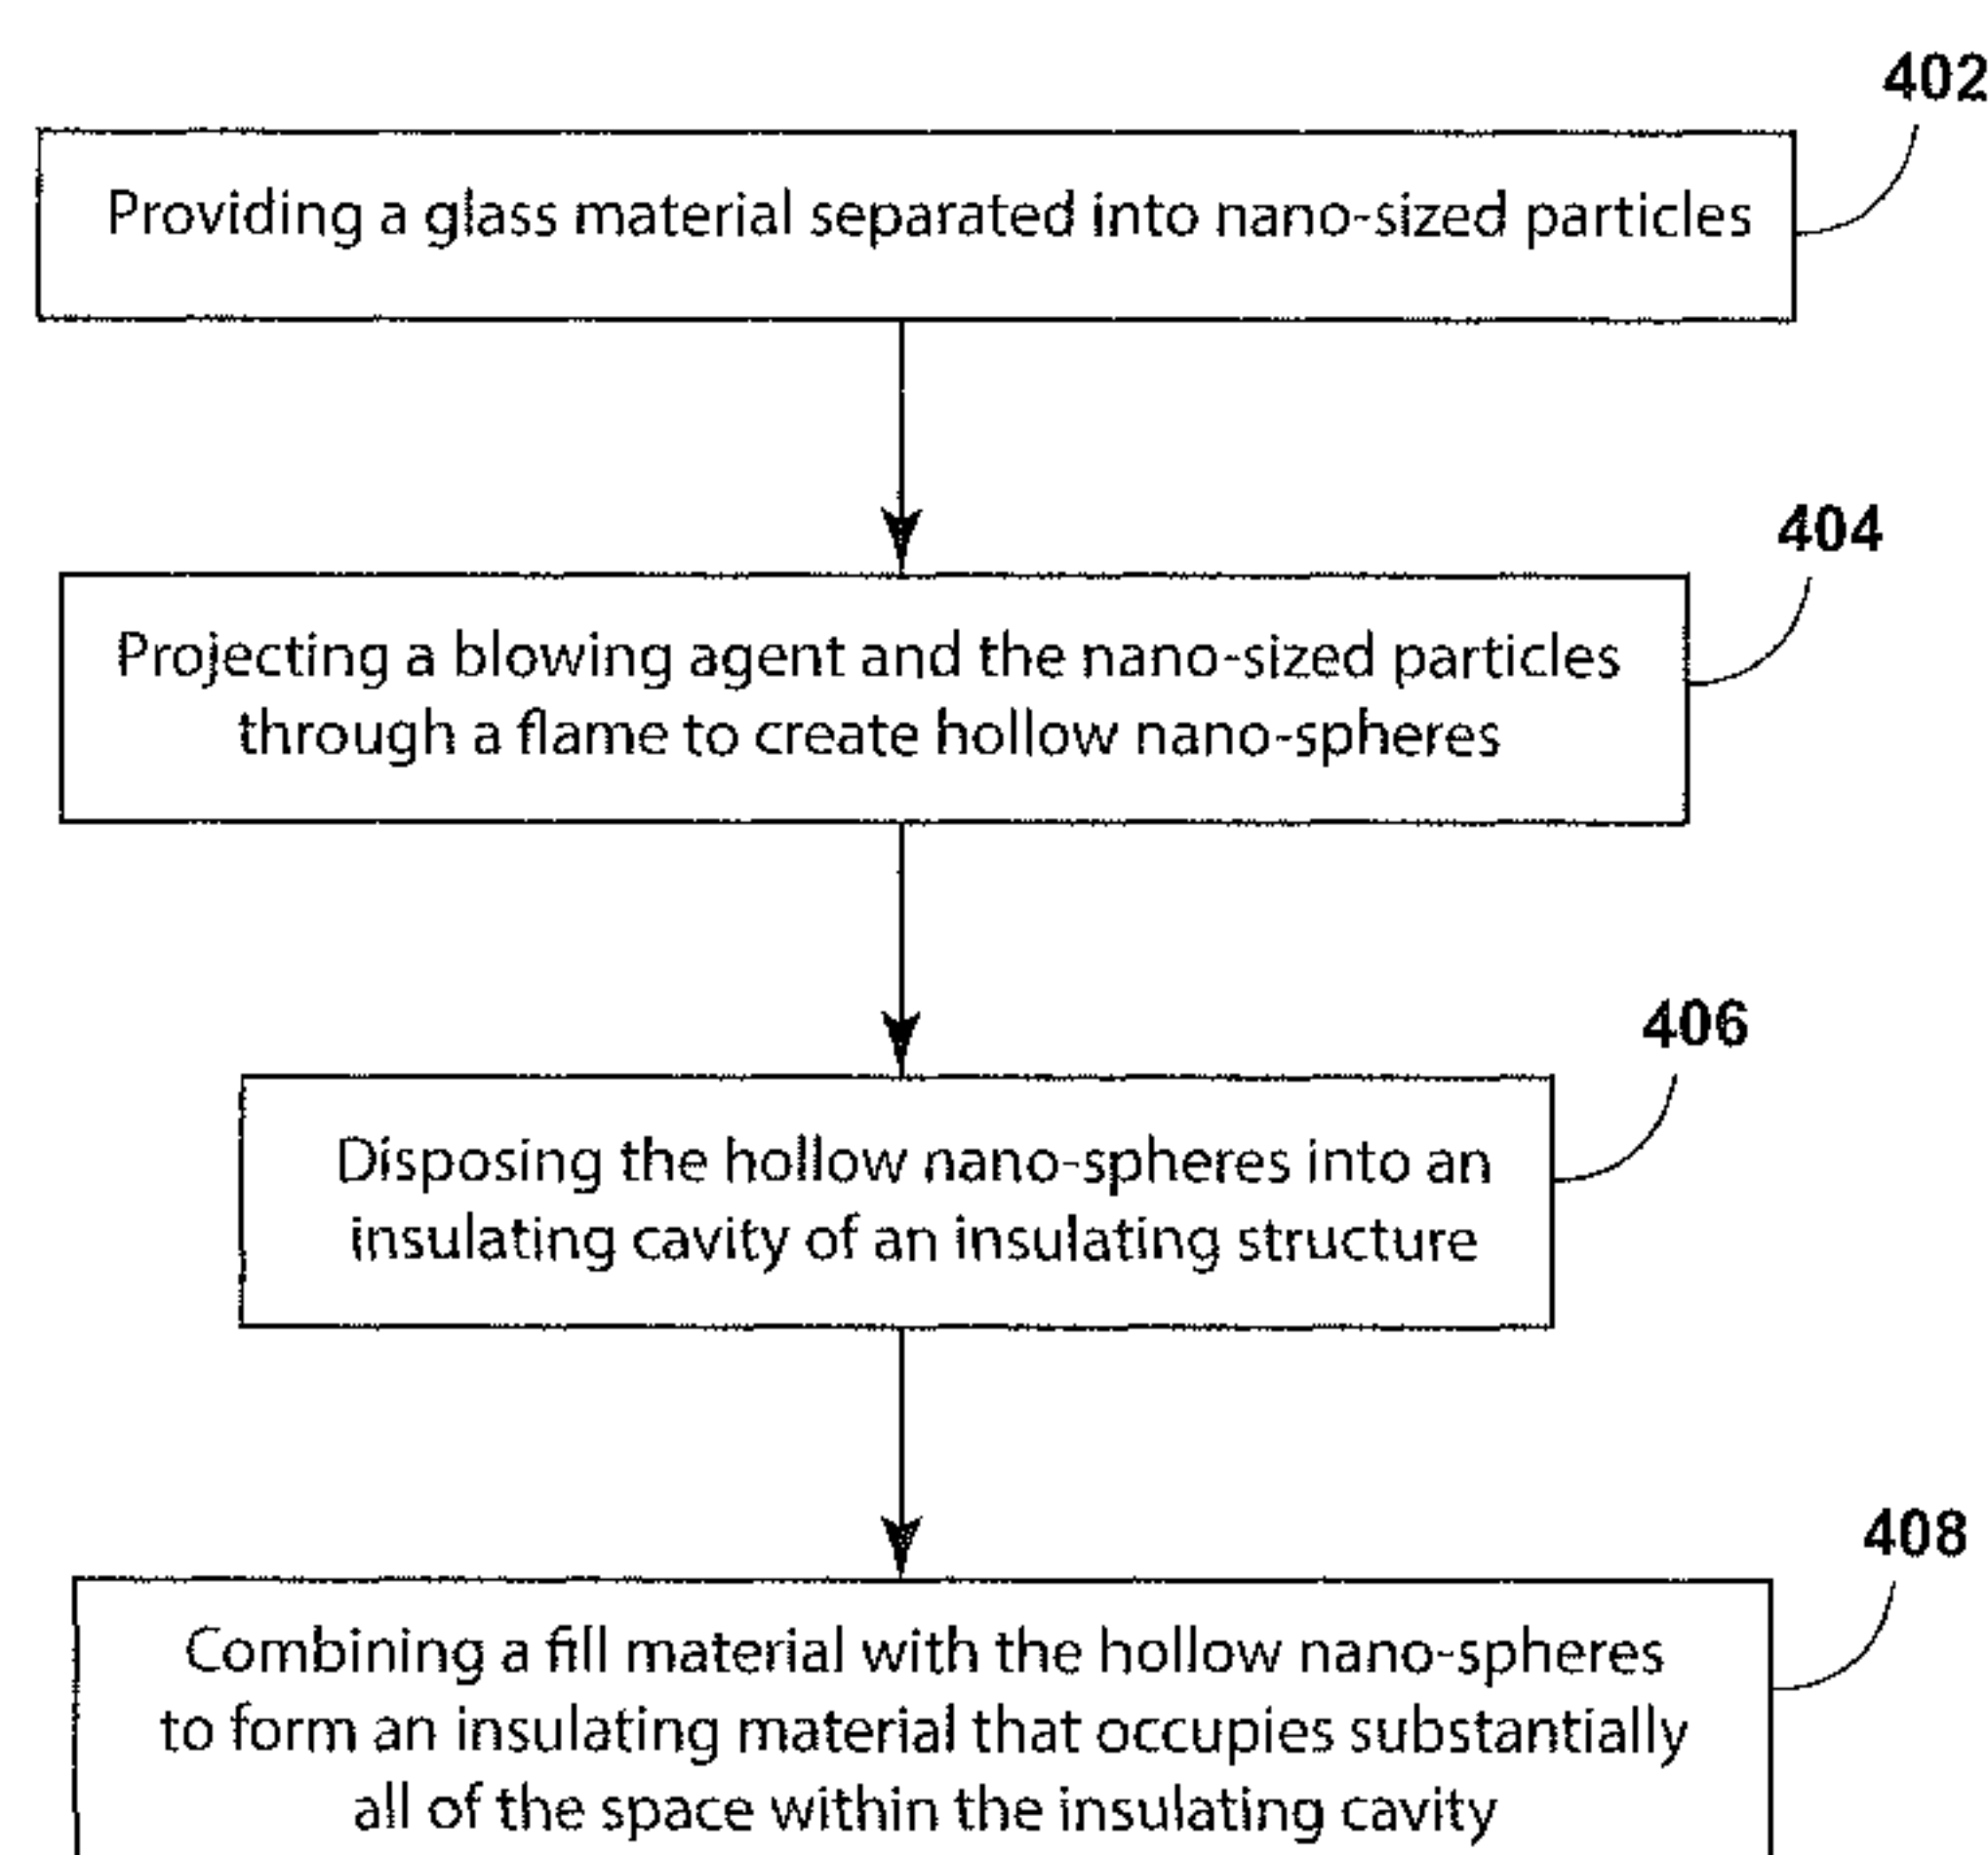 402
Providing a glass material separated into nano-sized particles
404
Projecting a blowing agent and the nano-sized particles
through a flame to create hollow nano-spheres
406
Disposing the hollow nano-spheres into an
insulating cavity of an insulating structure
408
Combining a fill material with the hollow nano-spheres
to form an insulating material that occupies substantially
all of the space within the insulating cavity